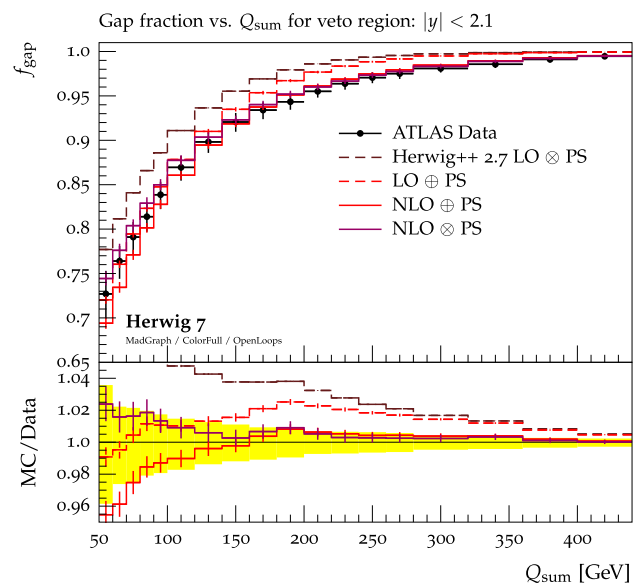 Gap fraction vs. Qsum for veto region: |y| < 2.1
fgap
1.0
0.95
0.9
0.85
0.8
0.75
0.7
0.65
ATLAS Data
Herwig++ 2.7 LO ⊗ PS
LO ⊕ PS
NLO ⊕ PS
NLO ⊗ PS
Herwig 7
MadGraph / ColorFull / OpenLoops
MC/Data
1.04
1.02
1.0
0.98
0.96
50 100 150 200 250 300 350 400
Qsum [GeV]